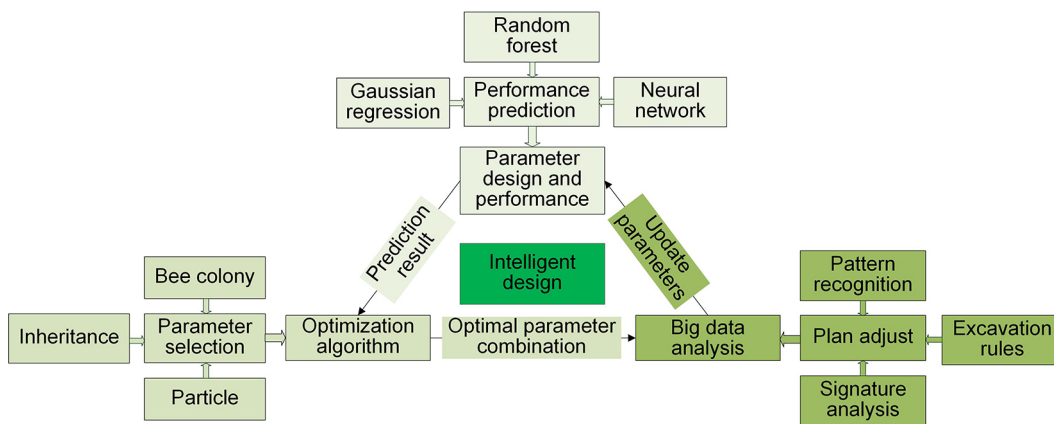 Random
forest
Gaussian
regression
Performance
prediction
Neural
network
Parameter
design and
performance
Prediction
result
Update
parameters
Intelligent
design
Bee colony
Inheritance
Parameter
selection
Particle
Optimization
algorithm
Optimal parameter
combination
Big data
analysis
Pattern
recognition
Plan adjust
Excavation
rules
Signature
analysis